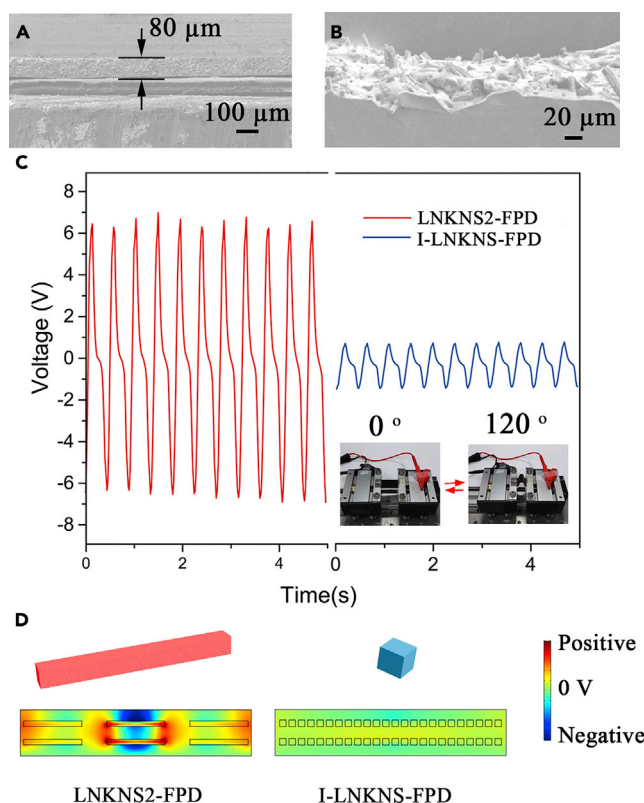 A
80 µm
100 µm
B
20 µm
C
8
6
4
2
0
-2
-4
-6
-8
Voltage (V)
LNKNS2-FPD
I-LNKNS-FPD
0 °
120 °
0
2
4
0
2
4
Time(s)
D
Positive
0 V
Negative
LNKNS2-FPD
I-LNKNS-FPD